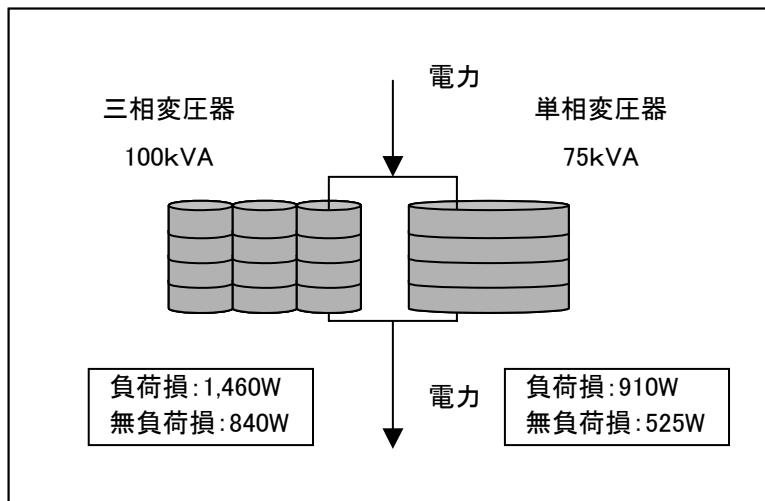 電力
三相変圧器
100kVA
単相変圧器
75kVA
負荷損:1,460W
無負荷損:840W
電力
負荷損:910W
無負荷損:525W